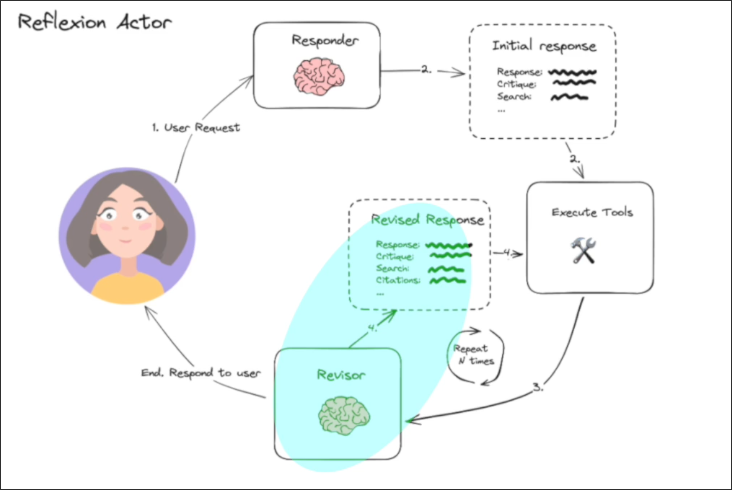 Reflexion Actor
Responder
Initial response
Response:
Critique:
Search:
...
2.
1. User Request
2.
Execute Tools
Revised Response
Response:
Critique:
Search:
Citations:
...
4.
4.
Repeat
N times
End. Respond to user
Revisor
3.